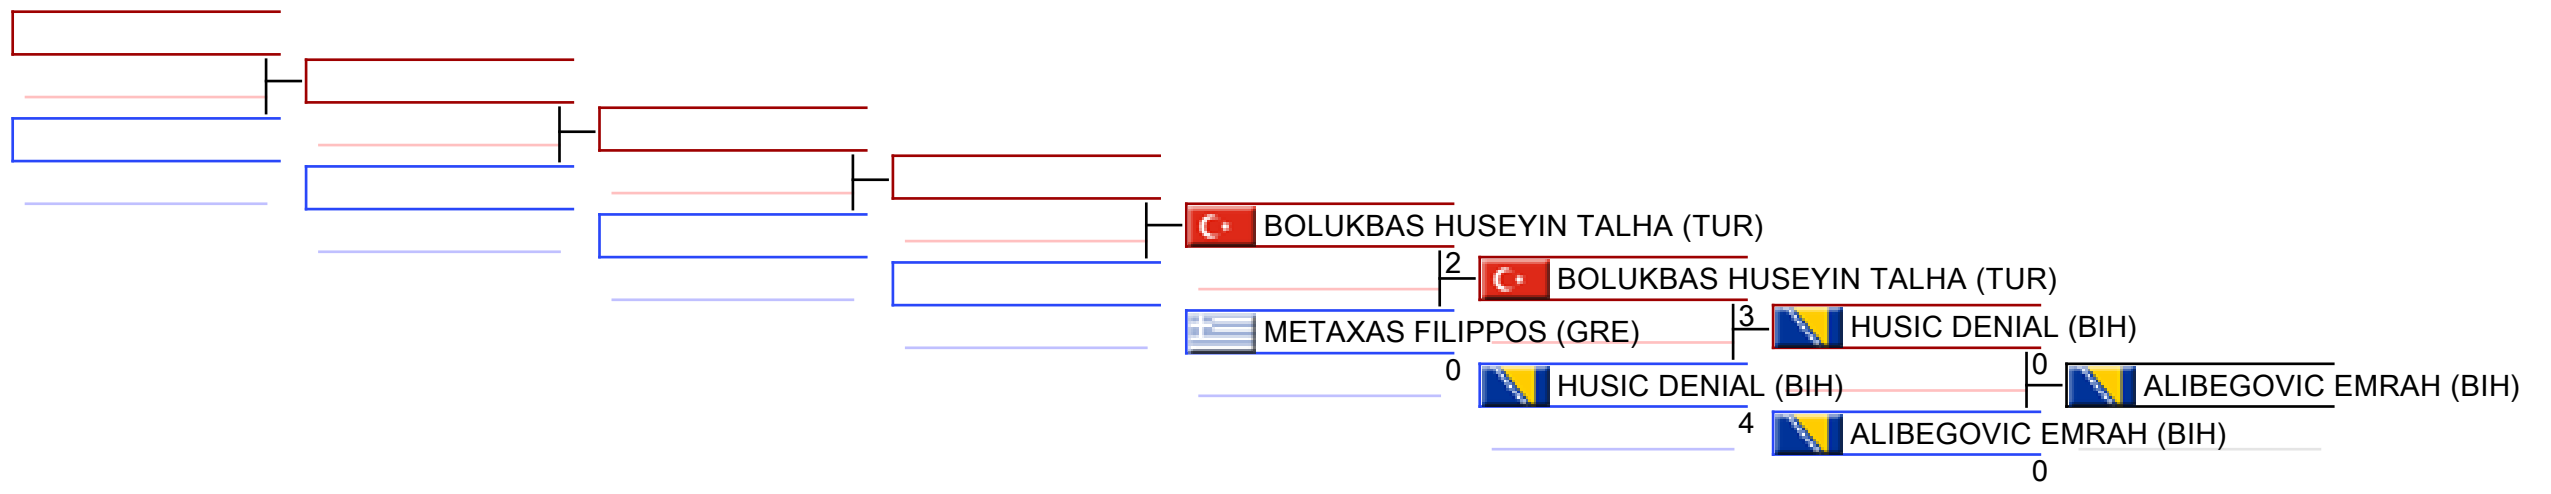 BOLUKBAS HUSEYIN TALHA (TUR)
2
BOLUKBAS HUSEYIN TALHA (TUR)
METAXAS FILIPPOS (GRE)
0
3
HUSIC DENIAL (BIH)
HUSIC DENIAL (BIH)
4
0
ALIBEGOVIC EMRAH (BIH)
ALIBEGOVIC EMRAH (BIH)
0